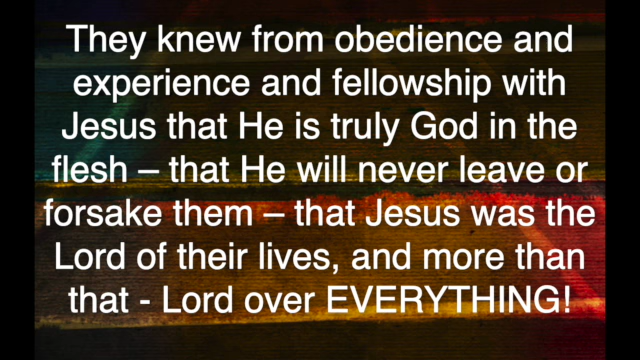 They knew from obedience and
experience and fellowship with
Jesus that He is truly God in the
flesh – that He will never leave or
forsake them – that Jesus was the
Lord of their lives, and more than
that - Lord over EVERYTHING!